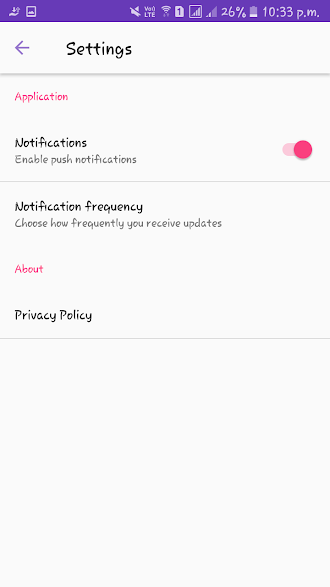 Vo) LTE 1 26% 10:33 p.m.
Settings
Application
Notifications
Enable push notifications
Notification frequency
Choose how frequently you receive updates
About
Privacy Policy